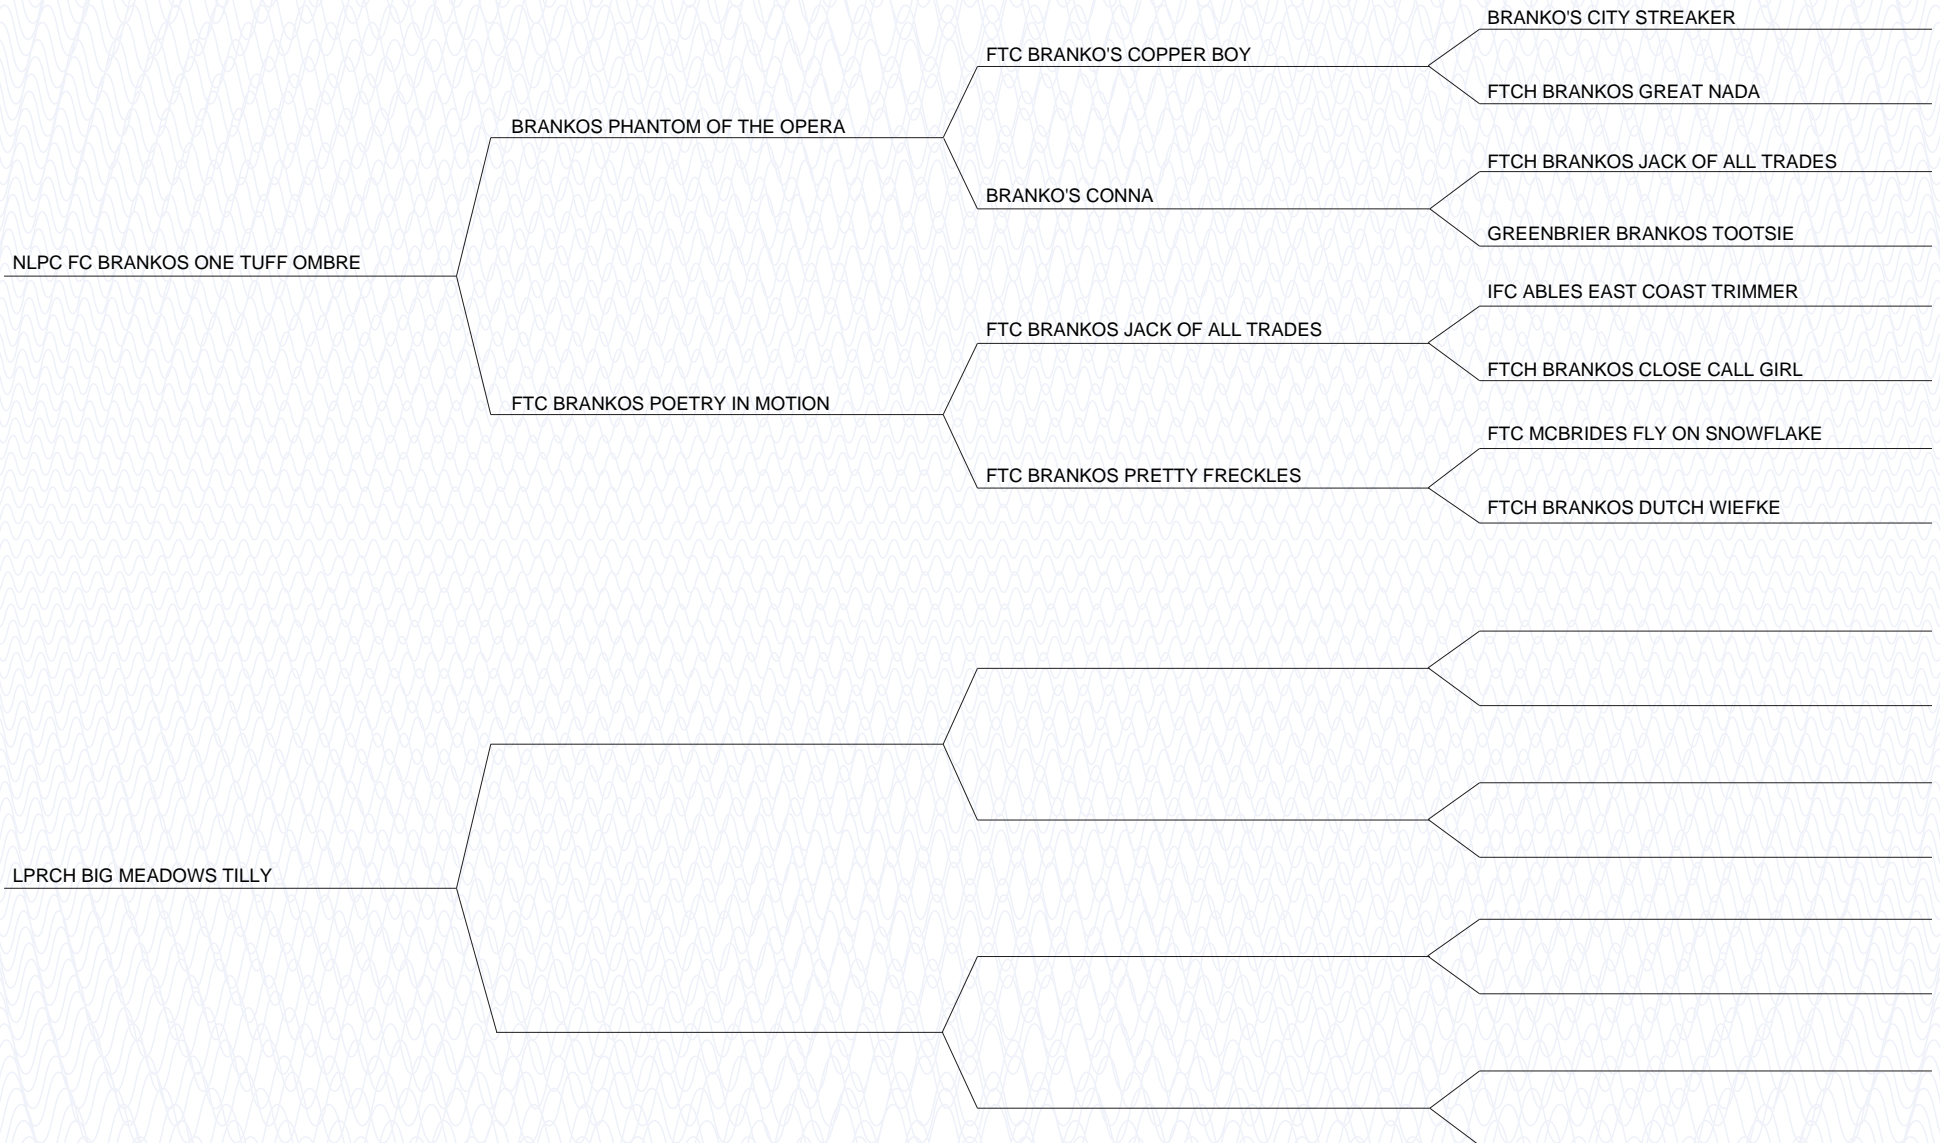 BRANKO'S CITY STREAKER
FTC BRANKO'S COPPER BOY
FTCH BRANKOS GREAT NADA
BRANKOS PHANTOM OF THE OPERA
FTCH BRANKOS JACK OF ALL TRADES
BRANKO'S CONNA
GREENBRIER BRANKOS TOOTSIE
NLPC FC BRANKOS ONE TUFF OMBRE
IFC ABLES EAST COAST TRIMMER
FTC BRANKOS JACK OF ALL TRADES
FTCH BRANKOS CLOSE CALL GIRL
FTC BRANKOS POETRY IN MOTION
FTC MCBRIDES FLY ON SNOWFLAKE
FTC BRANKOS PRETTY FRECKLES
FTCH BRANKOS DUTCH WIEFKE
LPRCH BIG MEADOWS TILLY